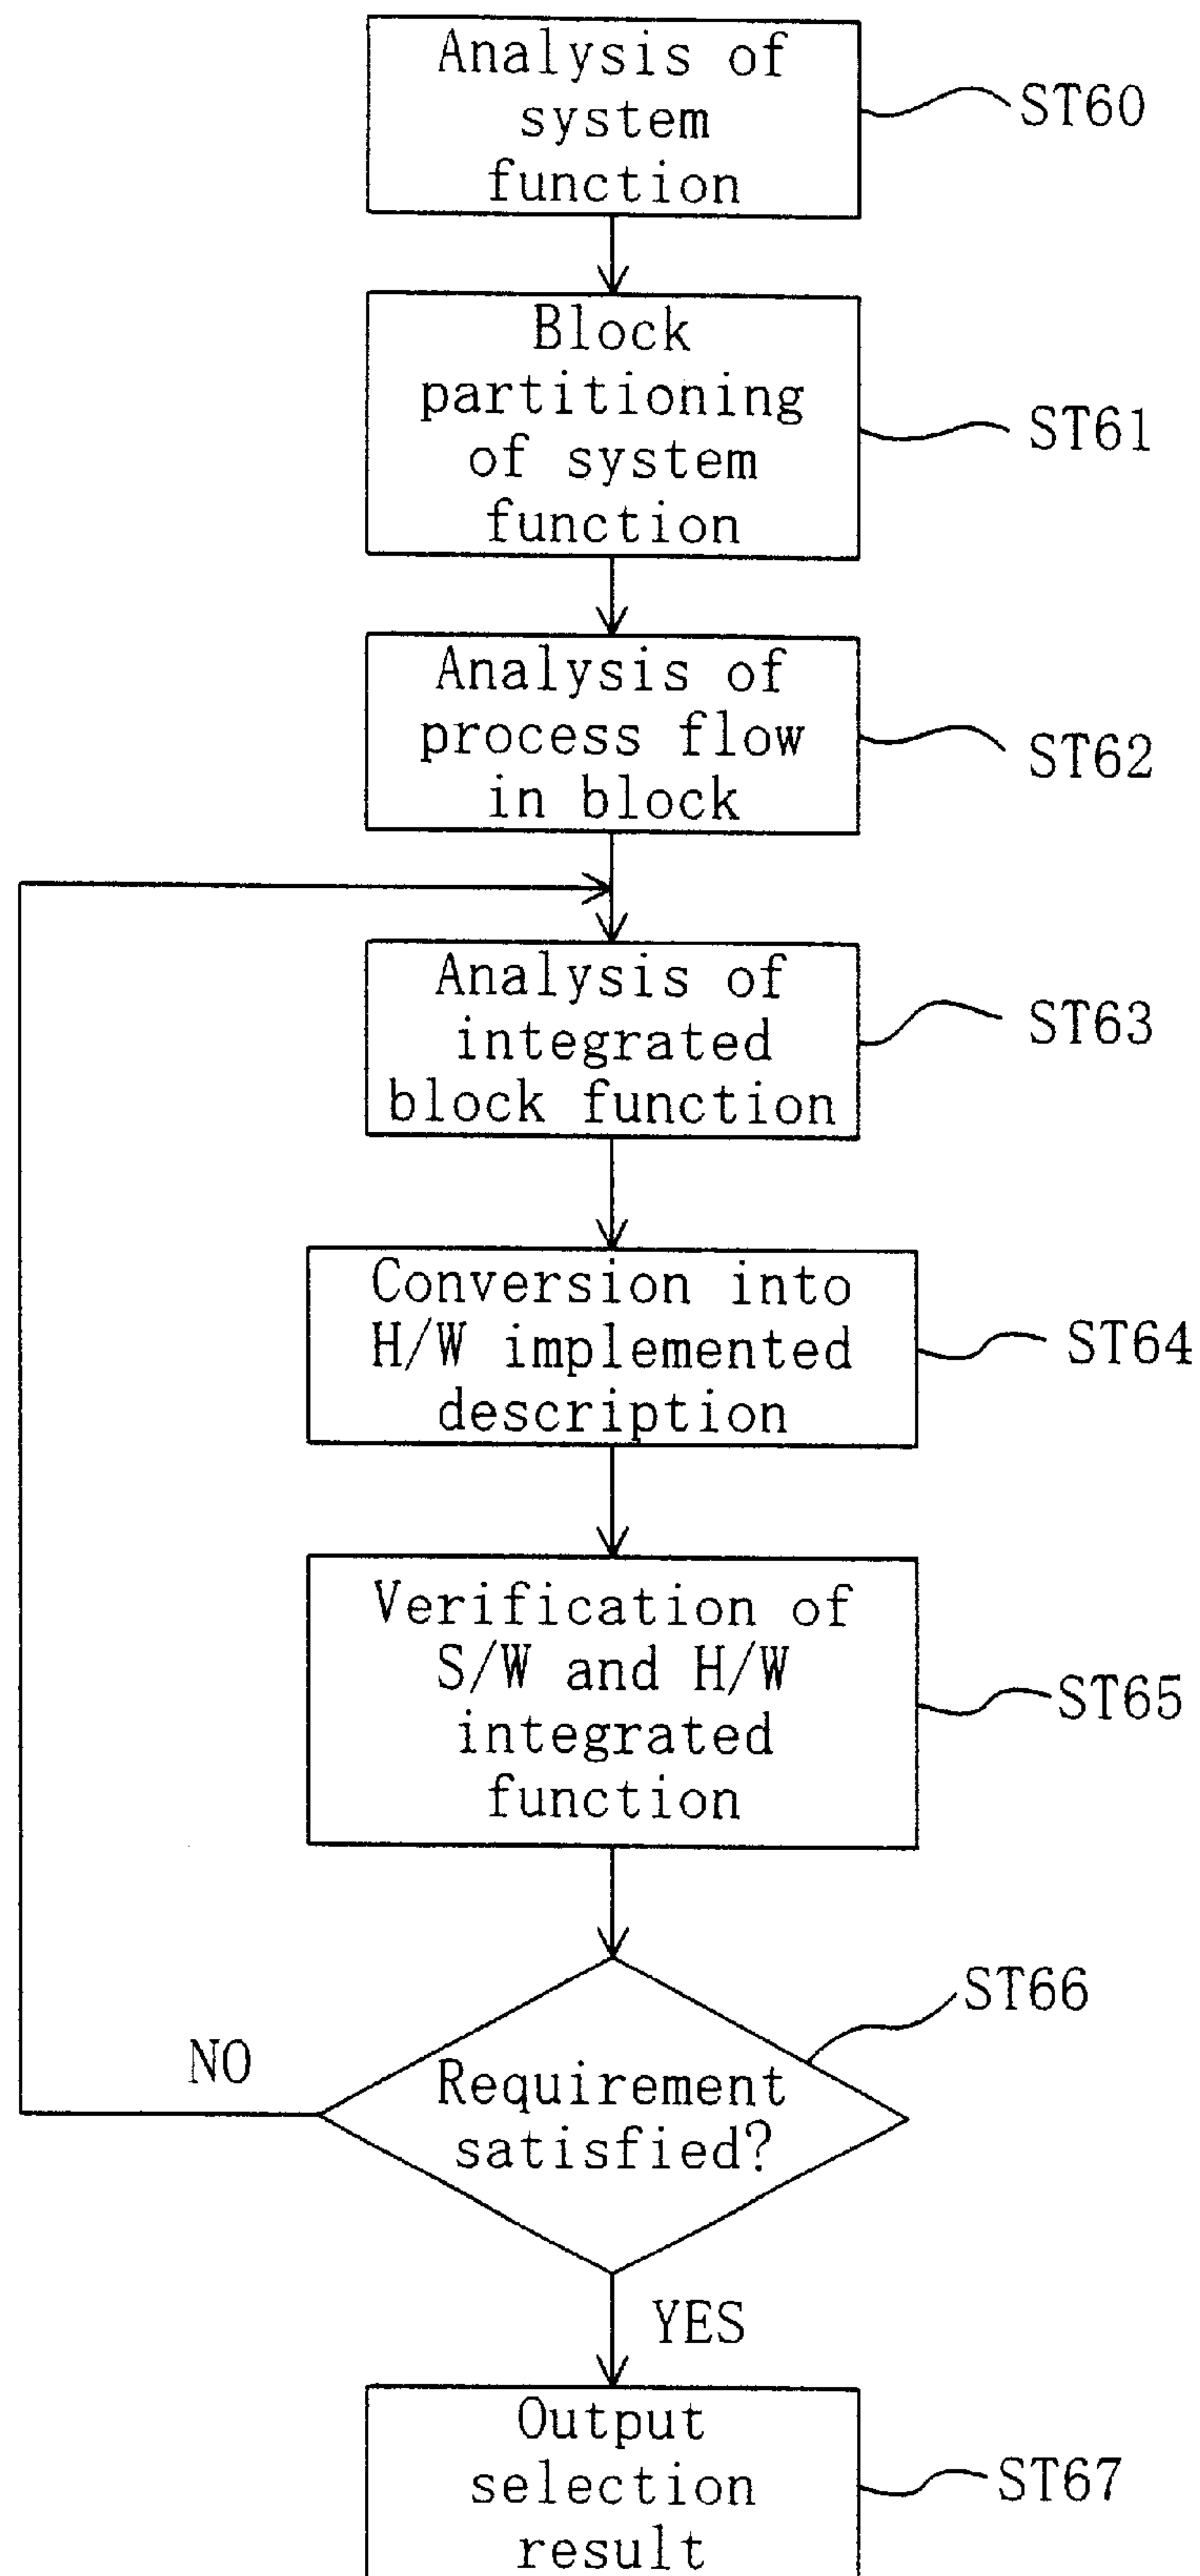 Analysis of
system
function
ST60
Block
partitioning
of system
function
ST61
Analysis of
process flow
in block
ST62
Analysis of
integrated
block function
ST63
Conversion into
H/W implemented
description
ST64
Verification of
S/W and H/W
integrated
function
ST65
ST66
NO
Requirement
satisfied?
YES
Output
selection
result
ST67